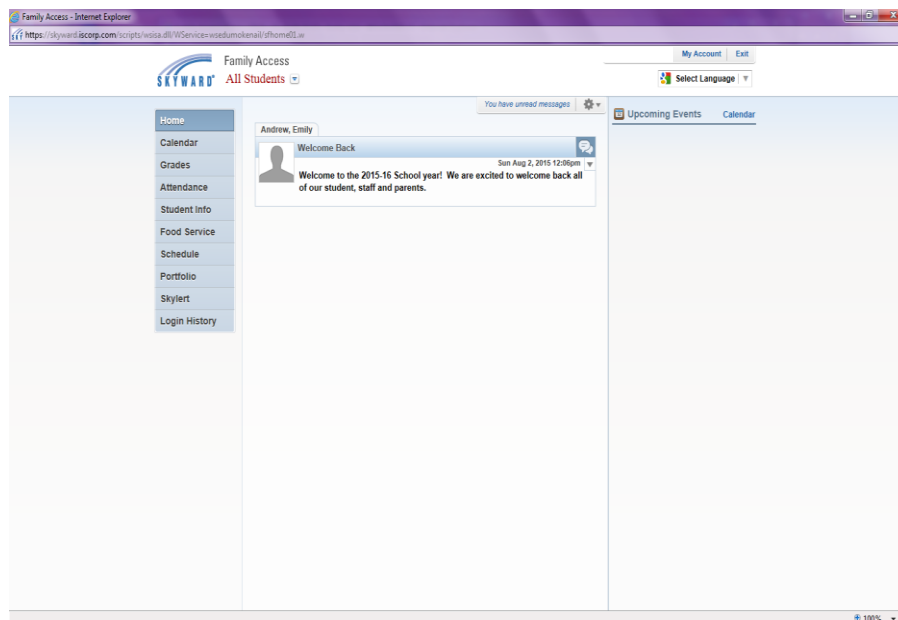 Family Access - Internet Explorer
https://skyward.iscorp.com/scripts/wsisa.dll/WService=wsedumokenail/sfhome01.w
SKYWARD®
Family Access
All Students
My Account Exit
Select Language
Home
Calendar
Grades
Attendance
Student Info
Food Service
Schedule
Portfolio
Skylert
Login History
You have unread messages
Andrew, Emily
Welcome Back
Sun Aug 2, 2015 12:06pm
Welcome to the 2015-16 School year! We are excited to welcome back all
of our student, staff and parents.
Upcoming Events Calendar
100%